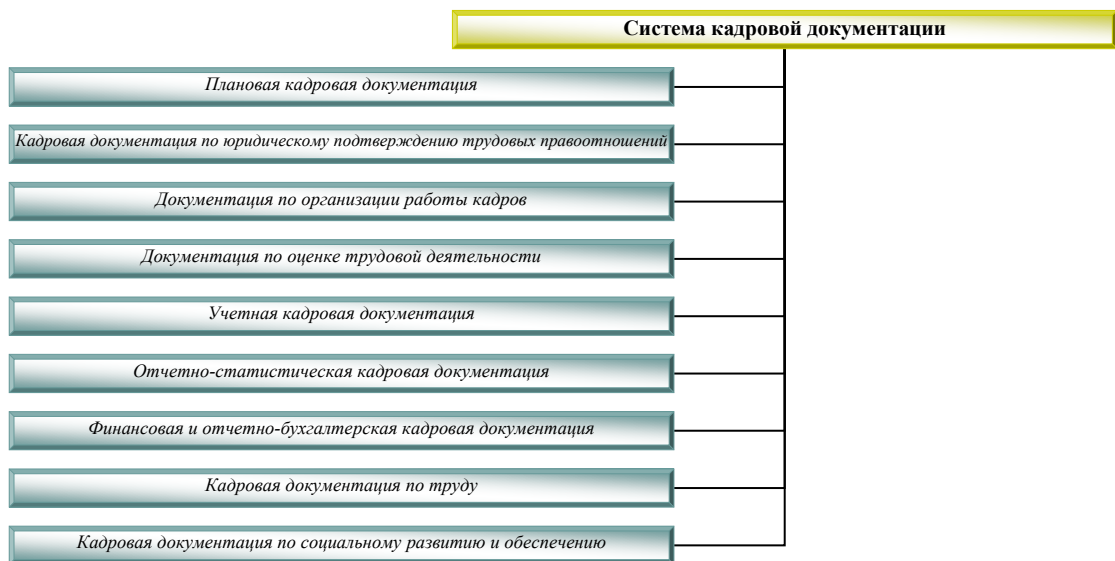 Система кадровой документации
Плановая кадровая документация
Кадровая документация по юридическому подтверждению трудовых правоотношений
Документация по организации работы кадров
Документация по оценке трудовой деятельности
Учетная кадровая документация
Отчетно-статистическая кадровая документация
Финансовая и отчетно-бухгалтерская кадровая документация
Кадровая документация по труду
Кадровая документация по социальному развитию и обеспечению